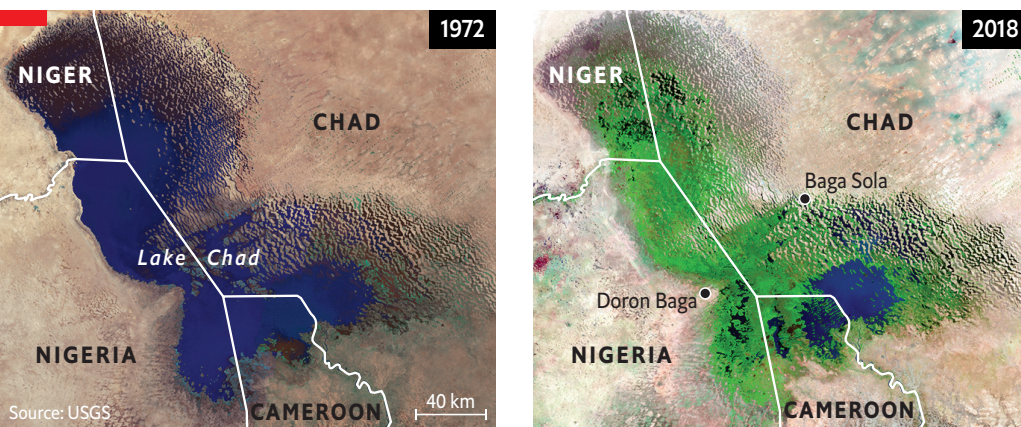 1972
NIGER
CHAD
Lake Chad
NIGERIA
Source: USGS
CAMEROON
40 km
2018
NIGER
CHAD
Baga Sola
Doron Baga
NIGERIA
CAMEROON